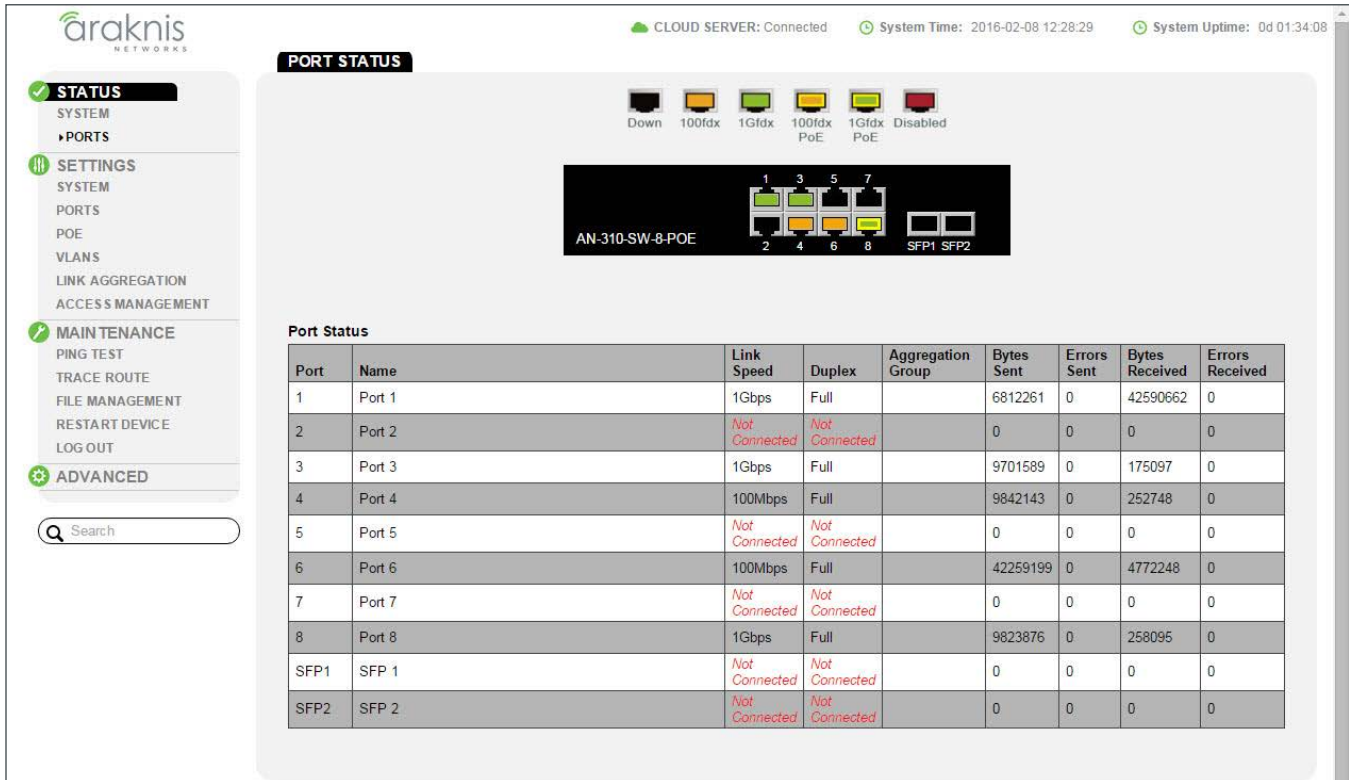 araknis
NETWORKS
CLOUD SERVER: Connected System Time: 2016-02-08 12:28:29 System Uptime: 0d 01:34:08
PORT STATUS
STATUS
SYSTEM
▸PORTS
SETTINGS
SYSTEM
PORTS
POE
VLANS
LINK AGGREGATION
ACCESS MANAGEMENT
MAINTENANCE
PING TEST
TRACE ROUTE
FILE MANAGEMENT
RESTART DEVICE
LOG OUT
ADVANCED
Search
Down 100fdx 1Gfdx 100fdx PoE 1Gfdx PoE Disabled
1 3 5 7
AN-310-SW-8-POE
2 4 6 8 SFP1 SFP2
Port Status
Port Name Link Speed Duplex Aggregation Group Bytes Sent Errors Sent Bytes Received Errors Received
1 Port 1 1Gbps Full 6812261 0 42590662 0
2 Port 2 Not Connected Not Connected 0 0 0 0
3 Port 3 1Gbps Full 9701589 0 175097 0
4 Port 4 100Mbps Full 9842143 0 252748 0
5 Port 5 Not Connected Not Connected 0 0 0 0
6 Port 6 100Mbps Full 42259199 0 4772248 0
7 Port 7 Not Connected Not Connected 0 0 0 0
8 Port 8 1Gbps Full 9823876 0 258095 0
SFP1 SFP 1 Not Connected Not Connected 0 0 0 0
SFP2 SFP 2 Not Connected Not Connected 0 0 0 0